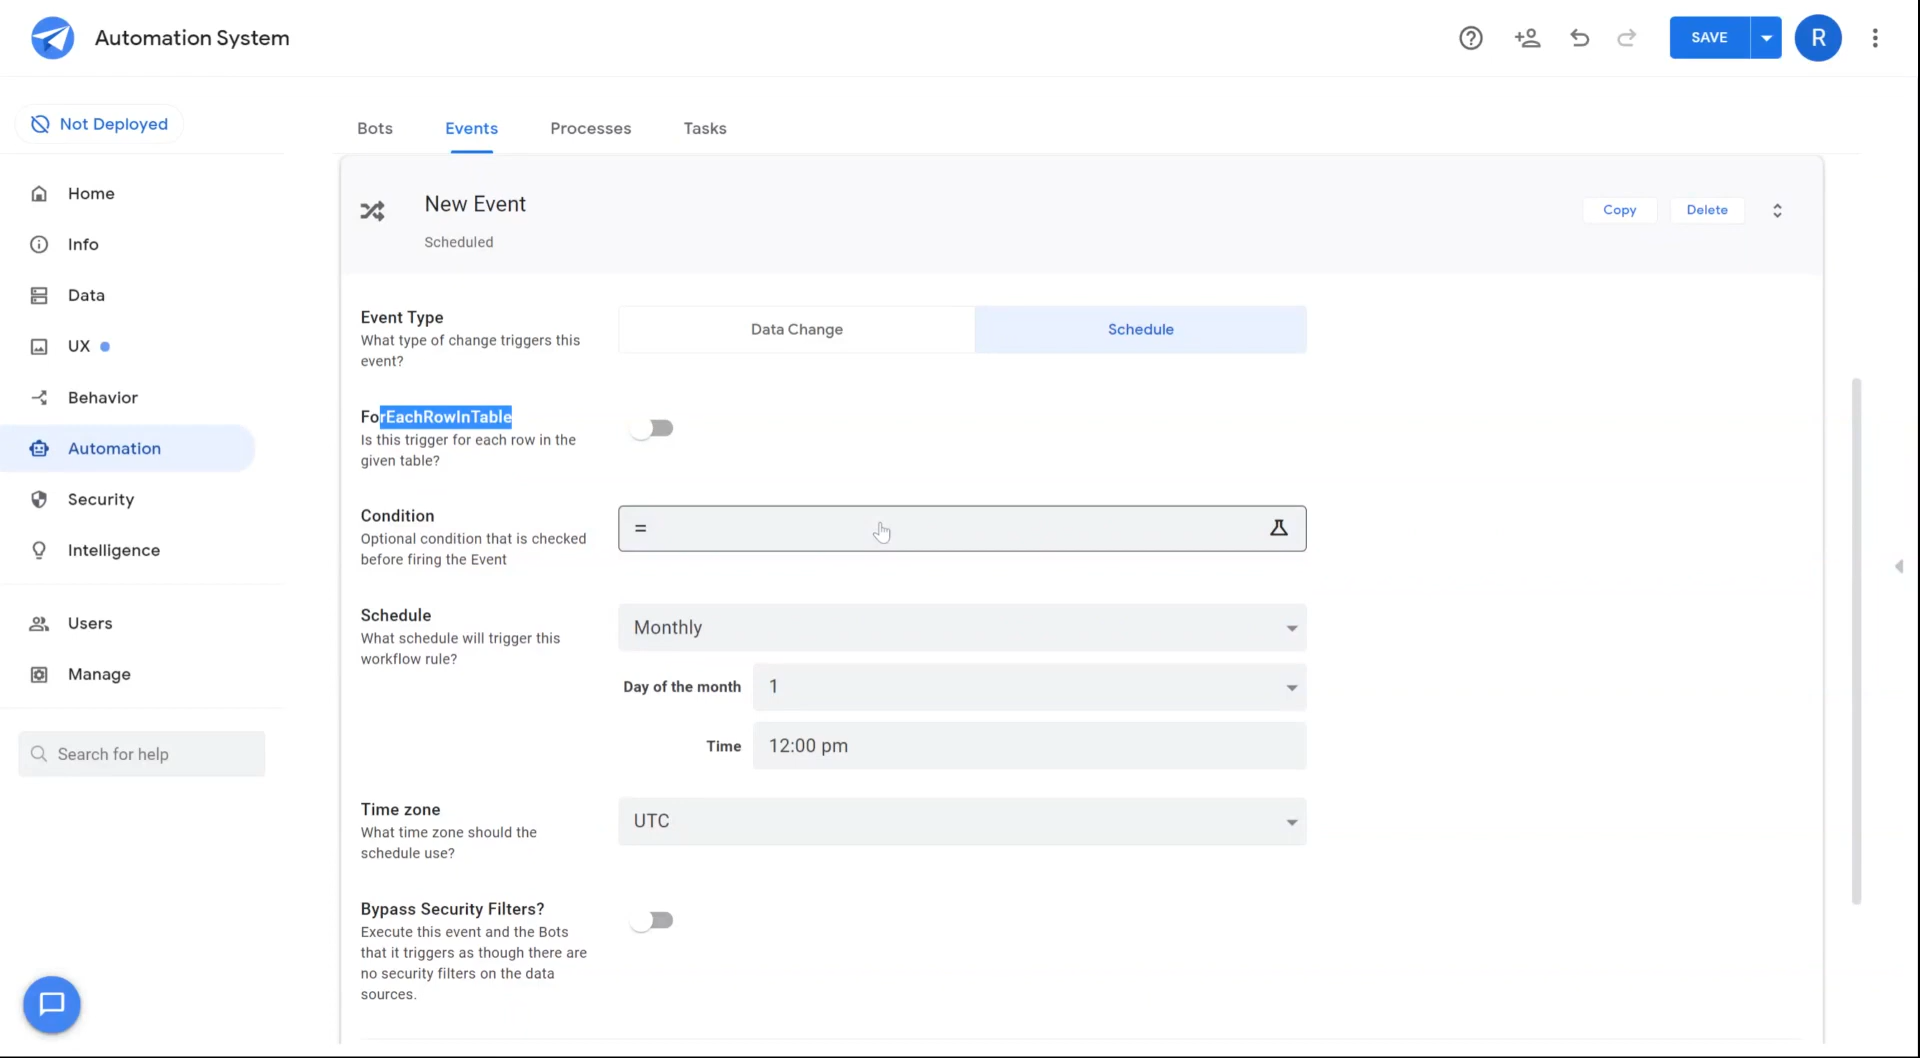 Automation System
SAVE
R
Not Deployed
Home
Info
Data
UX
Behavior
Automation
Security
Intelligence
Users
Manage
Search for help
Bots Events Processes Tasks
New Event
Scheduled
Copy Delete
Event Type
What type of change triggers this
event?
Data Change Schedule
ForEachRowInTable
Is this trigger for each row in the
given table?
Condition
Optional condition that is checked
before firing the Event
=
Schedule
What schedule will trigger this
workflow rule?
Monthly
Day of the month 1
Time 12:00 pm
Time zone
What time zone should the
schedule use?
UTC
Bypass Security Filters?
Execute this event and the Bots
that it triggers as though there are
no security filters on the data
sources.